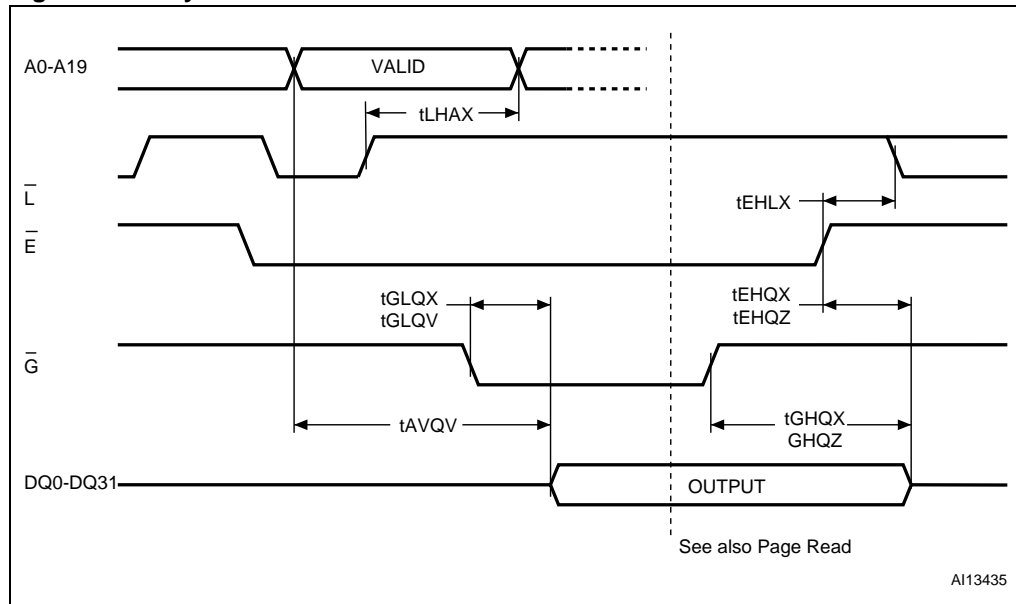 A0-A19
VALID
tLHAX
L
tEHLX
E
tGLQX
tGLQV
tEHQX
tEHQZ
G
tAVQV
tGHQX
GHQZ
DQ0-DQ31
OUTPUT
See also Page Read
AI13435